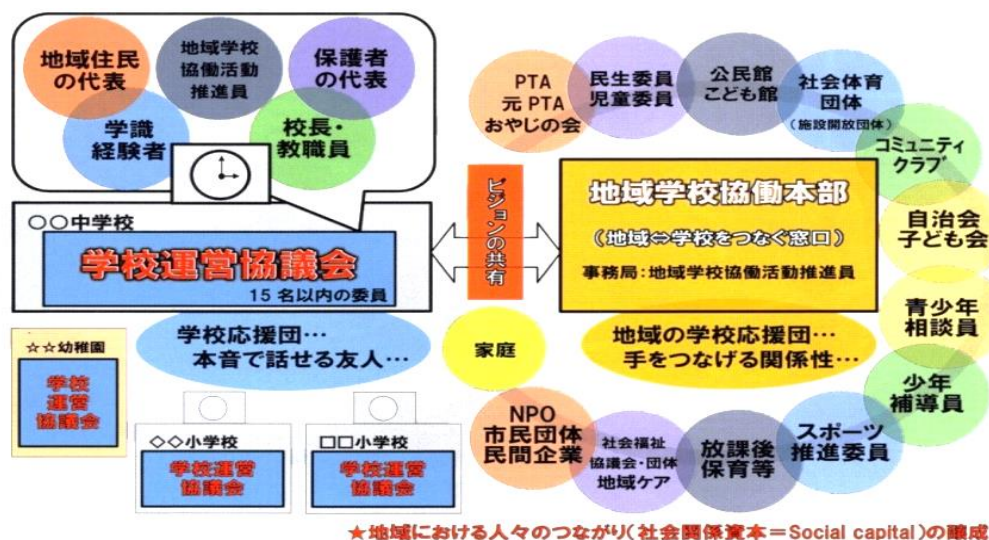 地域住民
の代表
地域学校
協働活動
推進員
保護者
の代表
学識
経験者
校長・
教職員
○○中学校
学校運営協議会
15名以内の委員
学校応援団…
本音で話せる友人…
☆☆幼稚園
学校
運営
協議会
◇◇小学校
学校運営
協議会
□□小学校
学校運営
協議会
ビジョンの共有
家庭
地域学校協働本部
(地域⇔学校をつなぐ窓口)
事務局:地域学校協働活動推進員
地域の学校応援団…
手をつなげる関係性…
PTA
元PTA
おやじの会
民生委員
児童委員
公民館
こども館
社会体育
団体
(施設開放団体)
コミュニティ
クラブ
自治会
子ども会
青少年
相談員
少年
補導員
スポーツ
推進委員
放課後
保育等
社会福祉
協議会・団体
地域ケア
NPO
市民団体
民間企業
★地域における人々のつながり(社会関係資本=Social capital)の醸成